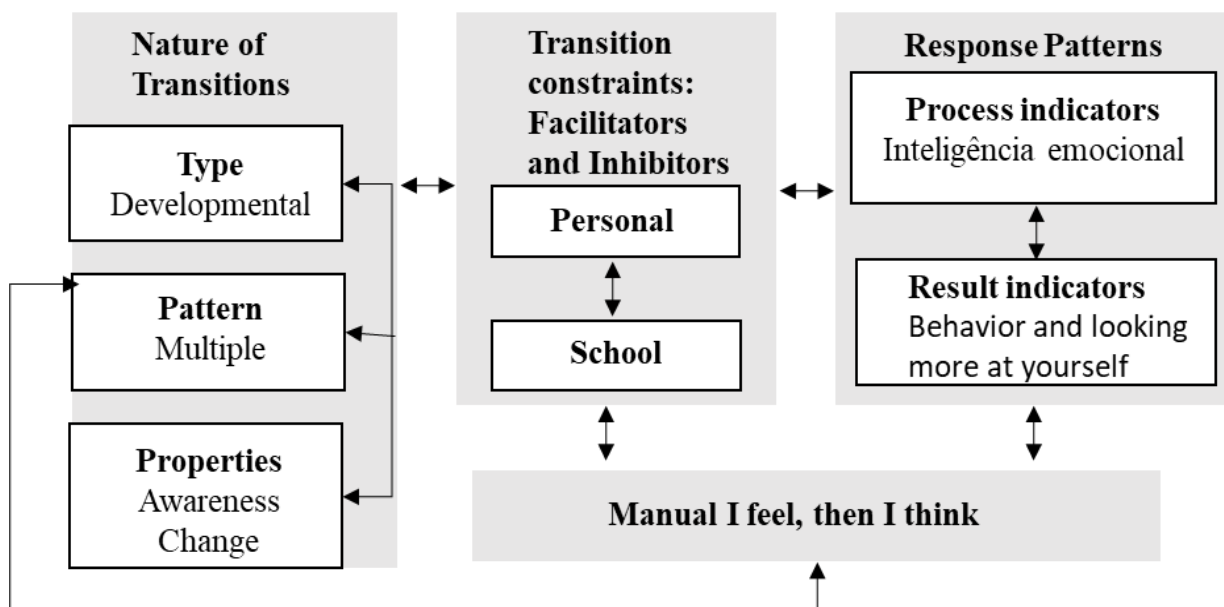 Nature of
Transitions
Type
Developmental
Pattern
Multiple
Properties
Awareness
Change
Transition
constraints:
Facilitators
and Inhibitors
Personal
School
Response Patterns
Process indicators
Inteligência emocional
Result indicators
Behavior and looking
more at yourself
Manual I feel, then I think